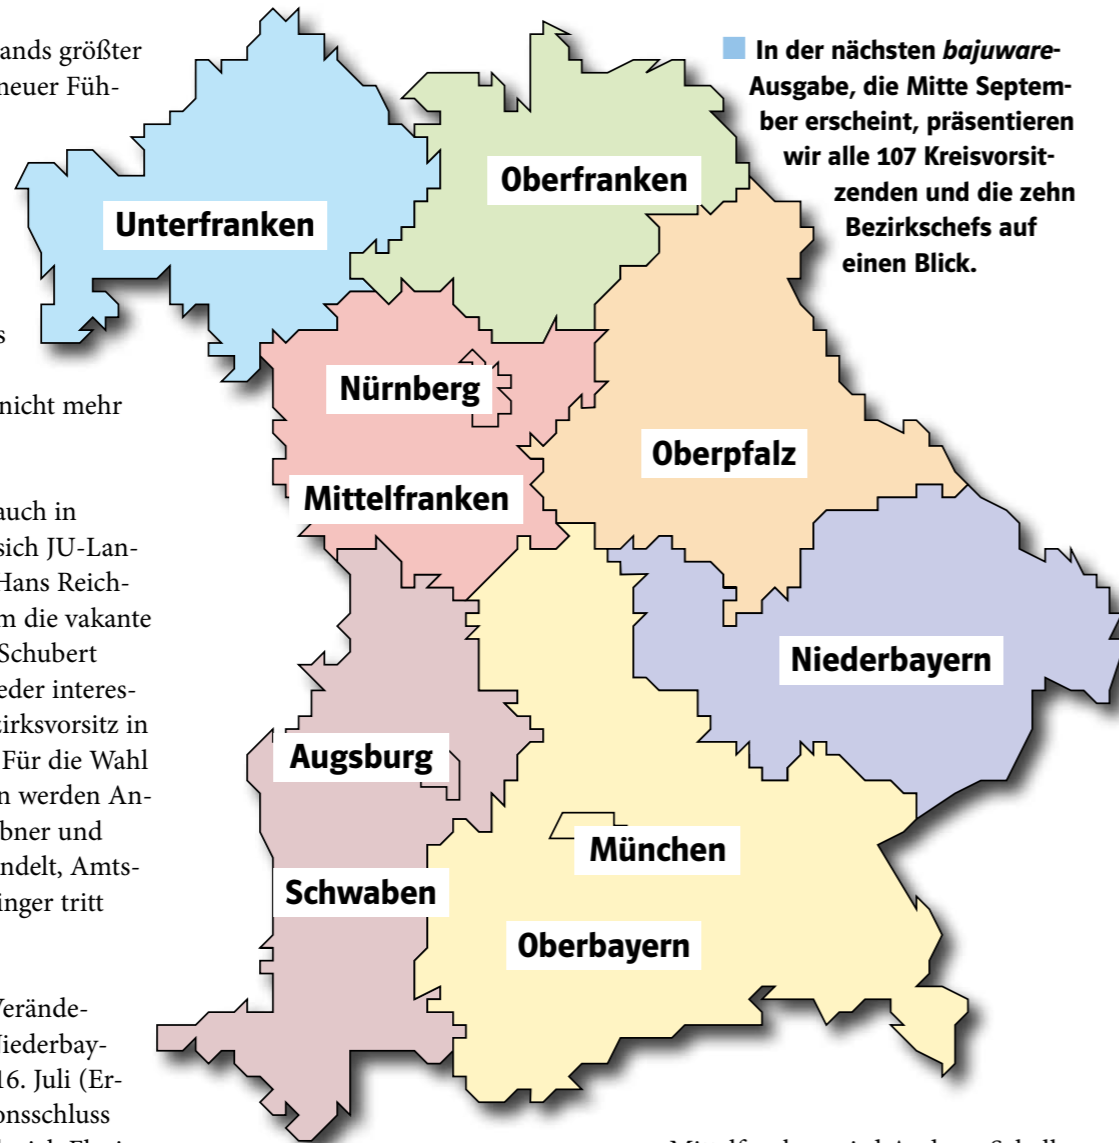 ands größter
neuer Füh-
s
nicht mehr
auch in
sich JU-Lan-
Hans Reich-
m die vakante
Schubert
eder interes-
zirksvorsitz in
Für die Wahl
n werden An-
bner und
ndelt, Amts-
inger tritt
Verände-
Niederbay-
16. Juli (Er-
onsschluss
In der nächsten bajuware-
Ausgabe, die Mitte Septem-
ber erscheint, präsentieren
wir alle 107 Kreisvorsit-
zenden und die zehn
Bezirkschefs auf
einen Blick.
Unterfranken
Oberfranken
Nürnberg
Oberpfalz
Mittelfranken
Niederbayern
Augsburg
München
Schwaben
Oberbayern